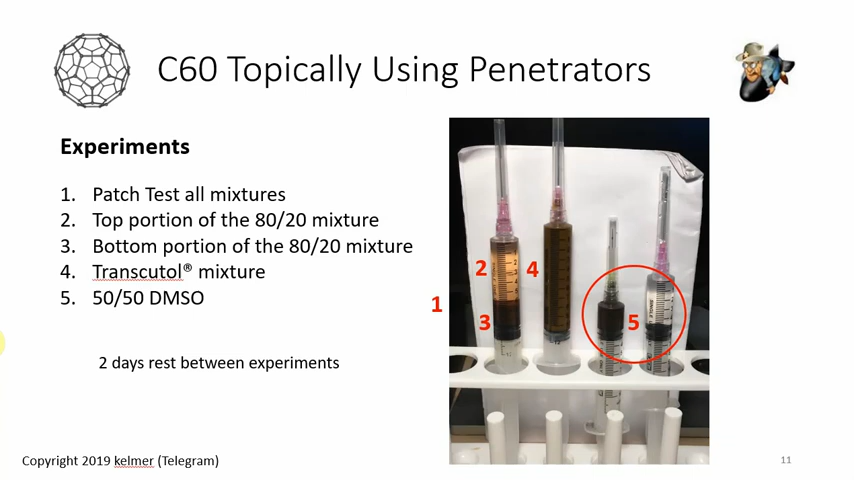 C60 Topically Using Penetrators
Experiments
1. Patch Test all mixtures
2. Top portion of the 80/20 mixture
3. Bottom portion of the 80/20 mixture
4. Transcutol® mixture
5. 50/50 DMSO
2 days rest between experiments
1
2
3
4
5
Copyright 2019 kelmer (Telegram)
11